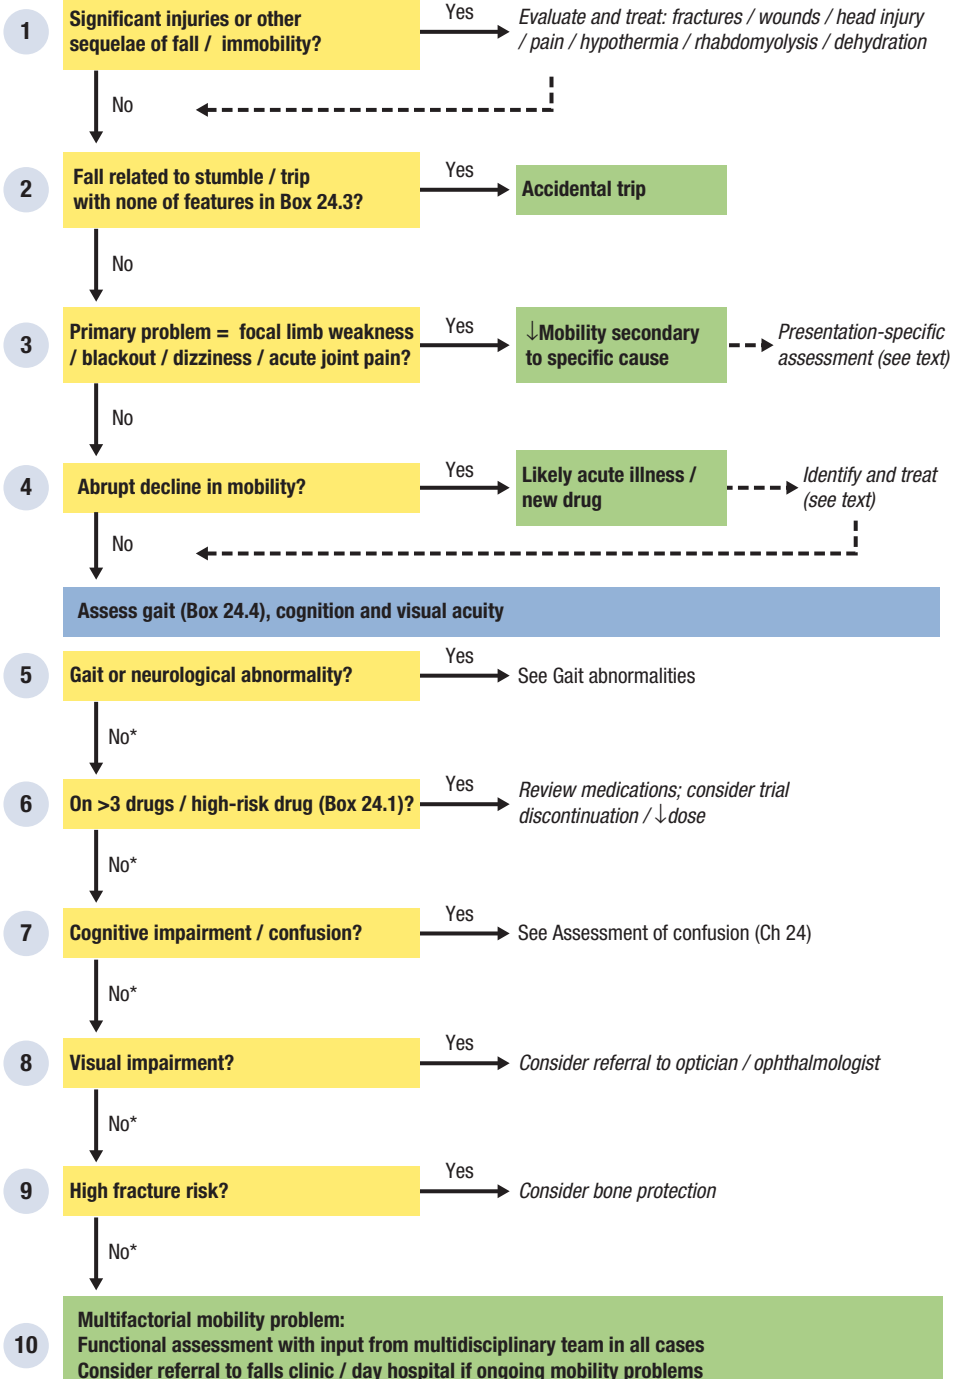 1
Significant injuries or other
sequelae of fall / immobility?
Yes
Evaluate and treat: fractures / wounds / head injury
/ pain / hypothermia / rhabdomyolysis / dehydration
No
2
Fall related to stumble / trip
with none of features in Box 24.3?
Yes
Accidental trip
No
3
Primary problem = focal limb weakness
/ blackout / dizziness / acute joint pain?
Yes
↓Mobility secondary
to specific cause
Presentation-specific
assessment (see text)
No
4
Abrupt decline in mobility?
Yes
Likely acute illness /
new drug
Identify and treat
(see text)
No
Assess gait (Box 24.4), cognition and visual acuity
5
Gait or neurological abnormality?
Yes
See Gait abnormalities
No*
6
On >3 drugs / high-risk drug (Box 24.1)?
Yes
Review medications; consider trial
discontinuation / ↓dose
No*
7
Cognitive impairment / confusion?
Yes
See Assessment of confusion (Ch 24)
No*
8
Visual impairment?
Yes
Consider referral to optician / ophthalmologist
No*
9
High fracture risk?
Yes
Consider bone protection
No*
10
Multifactorial mobility problem:
Functional assessment with input from multidisciplinary team in all cases
Consider referral to falls clinic / day hospital if ongoing mobility problems